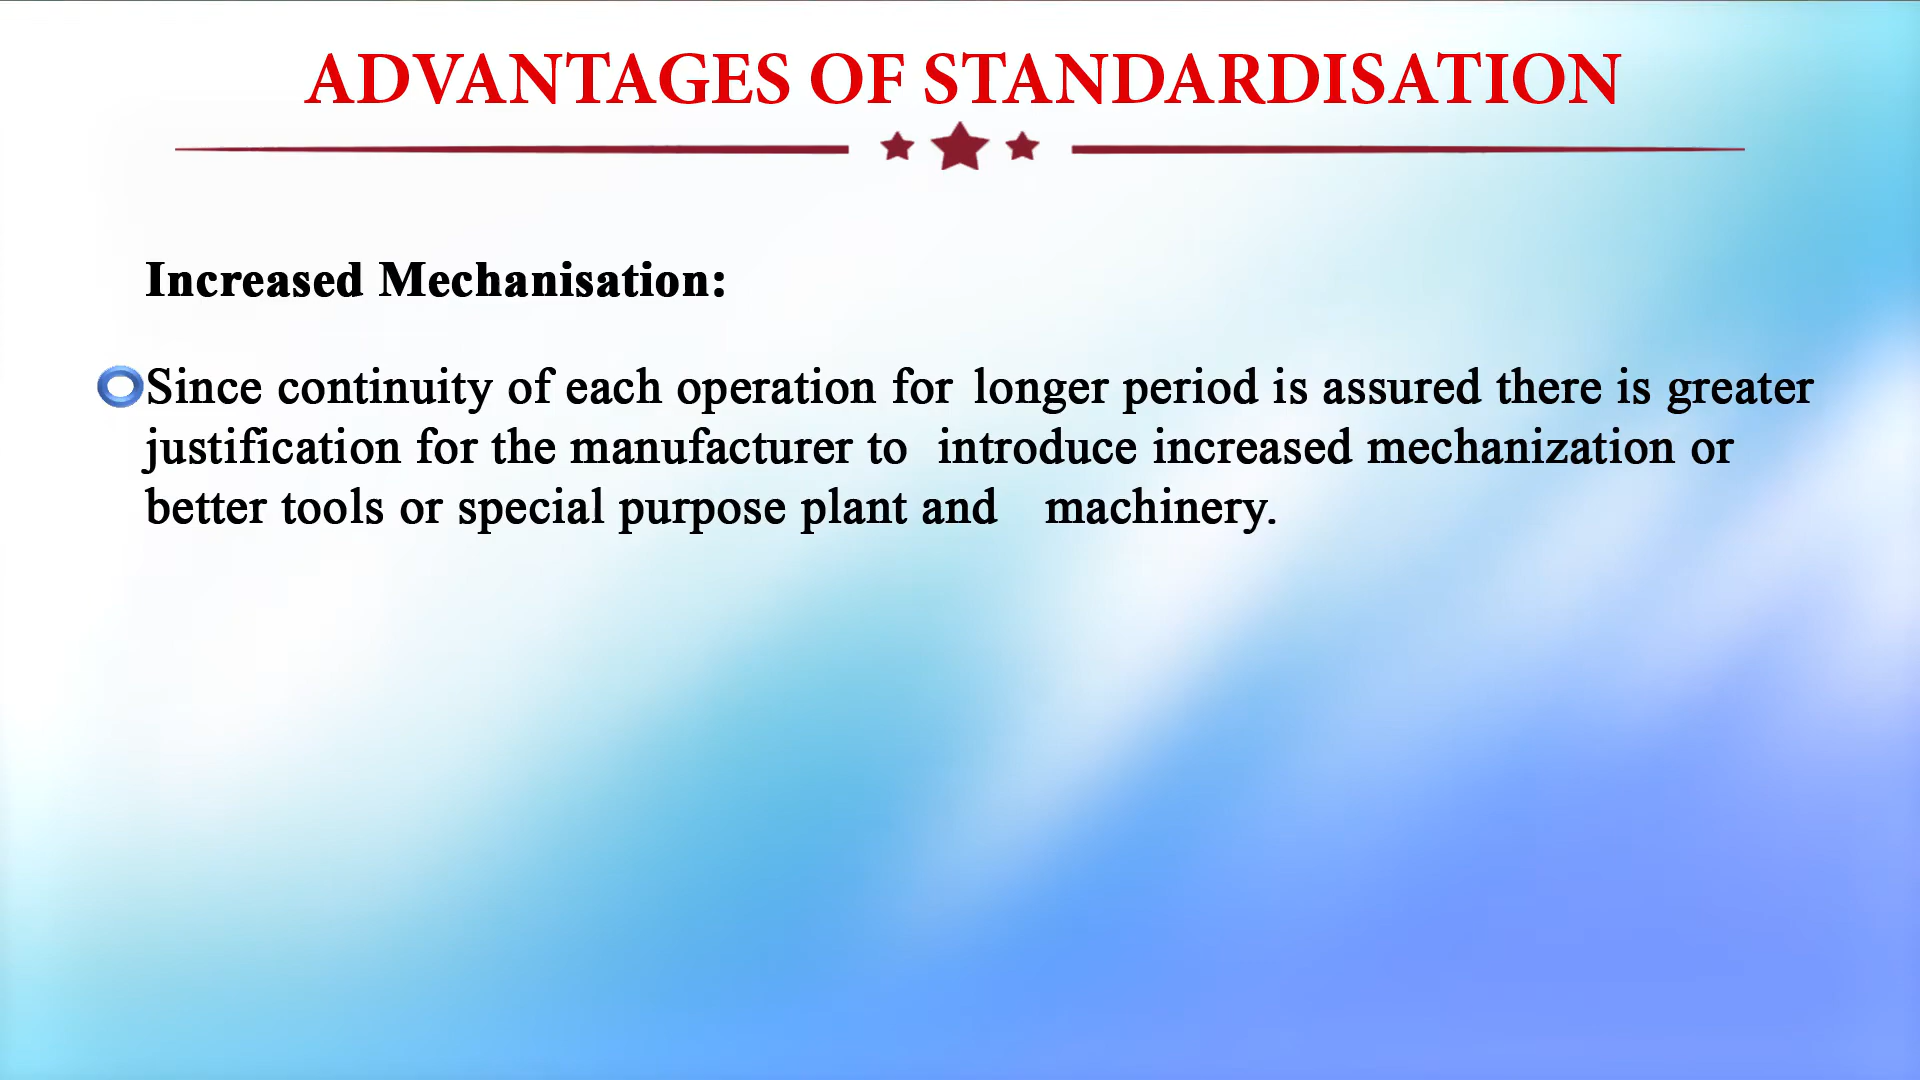 ADVANTAGES OF STANDARDISATION
Increased Mechanisation:
Since continuity of each operation for longer period is assured there is greater
justification for the manufacturer to introduce increased mechanization or
better tools or special purpose plant and machinery.